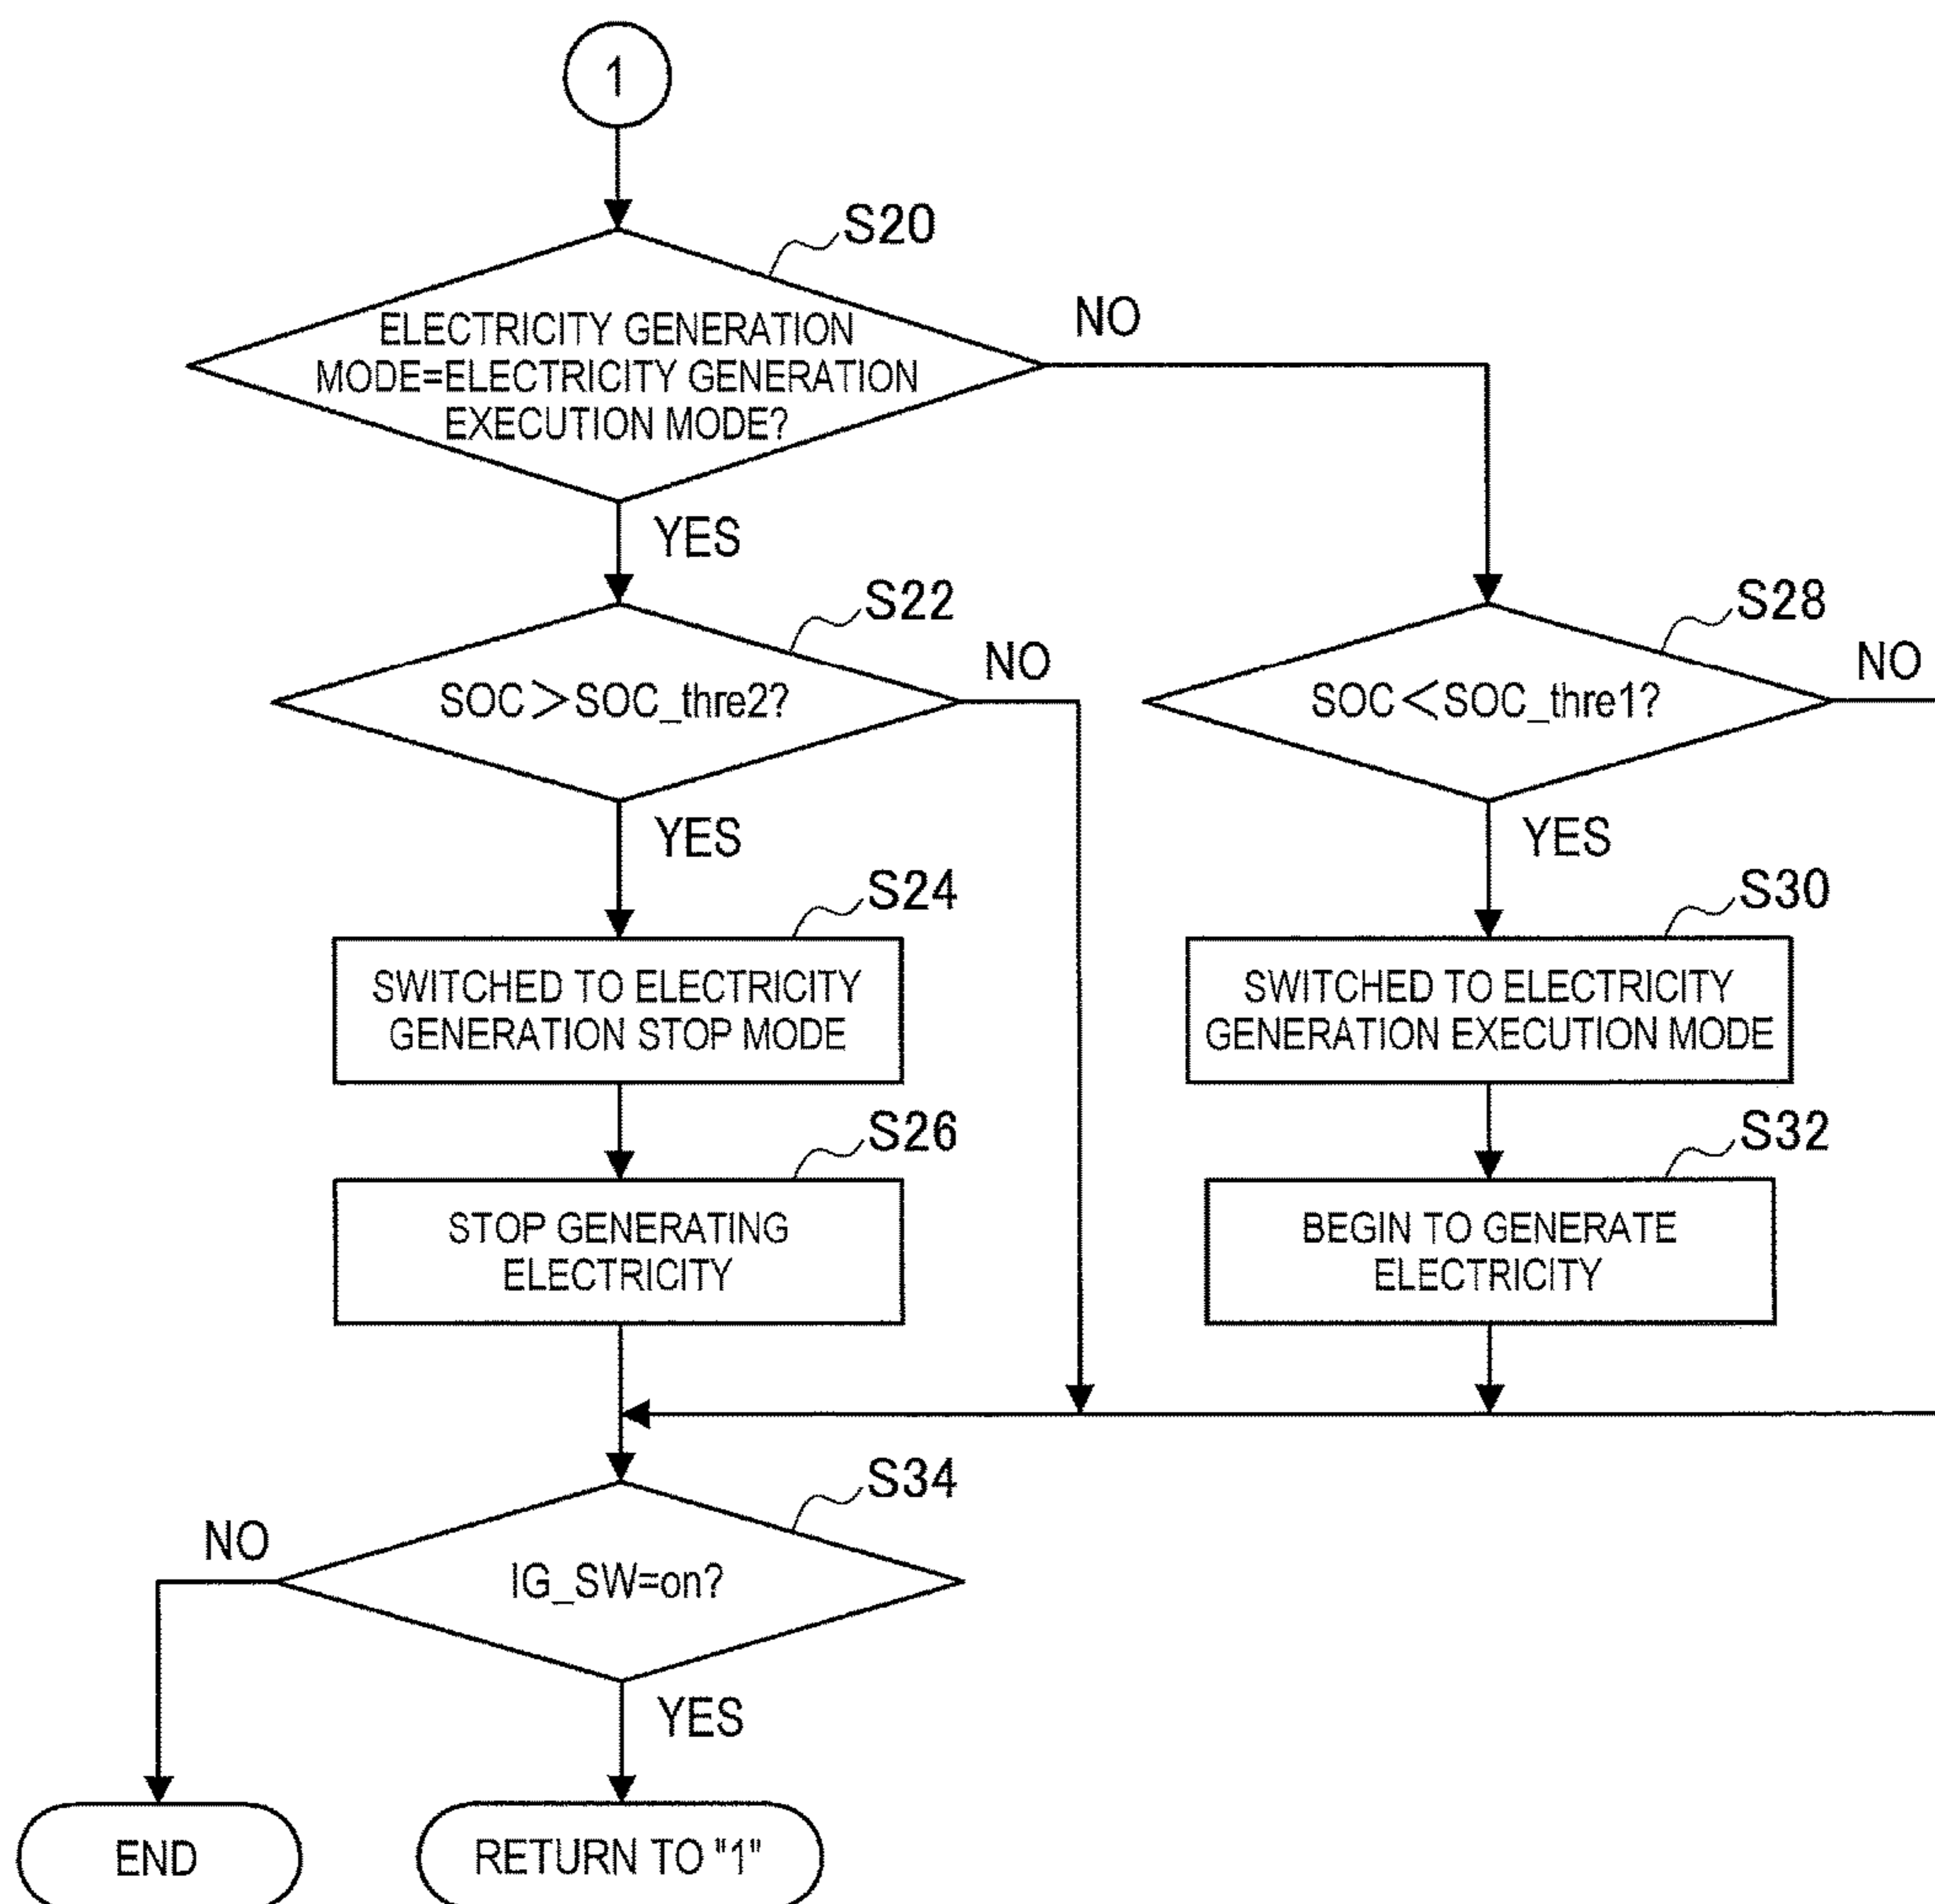 1
S20
ELECTRICITY GENERATION
MODE=ELECTRICITY GENERATION
EXECUTION MODE?
NO
YES
S22
SOC>SOC_thre2?
NO
YES
S28
SOC<SOC_thre1?
NO
YES
S24
SWITCHED TO ELECTRICITY
GENERATION STOP MODE
S30
SWITCHED TO ELECTRICITY
GENERATION EXECUTION MODE
S26
STOP GENERATING
ELECTRICITY
S32
BEGIN TO GENERATE
ELECTRICITY
S34
IG_SW=on?
NO
YES
END
RETURN TO "1"